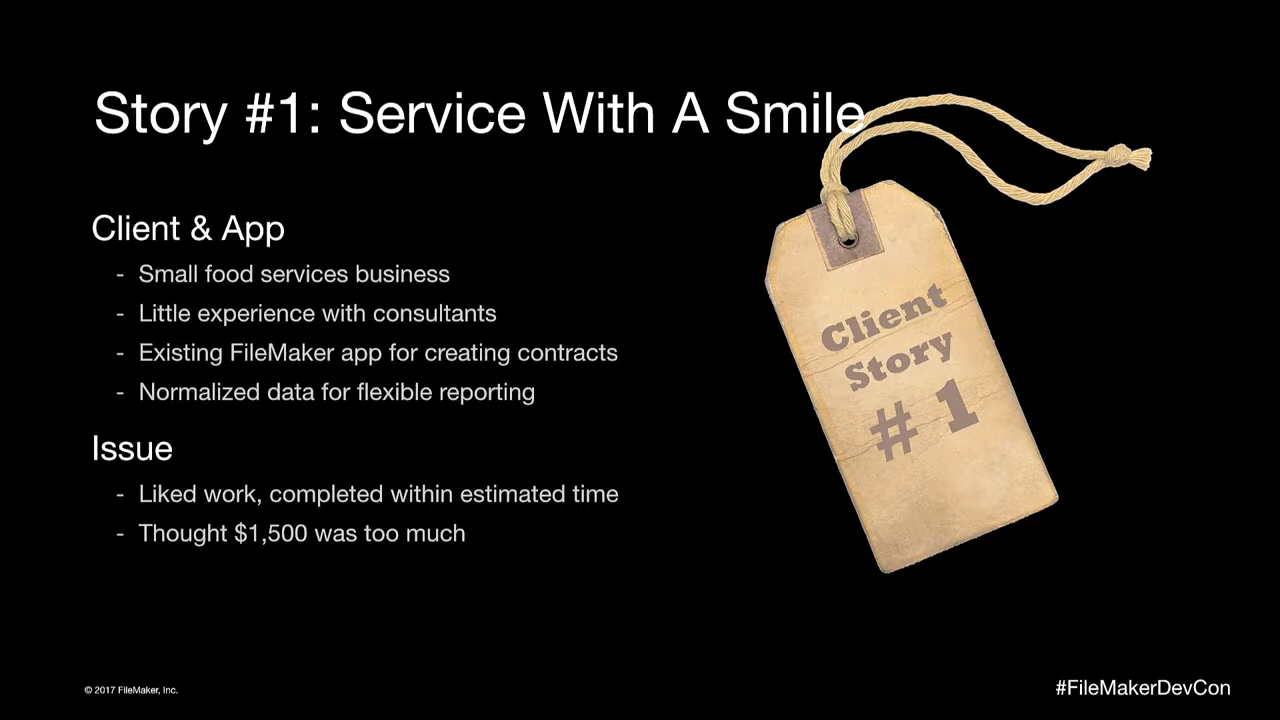 Story #1: Service With A Smile
Client & App
- Small food services business
- Little experience with consultants
- Existing FileMaker app for creating contracts
- Normalized data for flexible reporting
Issue
- Liked work, completed within estimated time
- Thought $1,500 was too much
Client
Story
# 1
© 2017 FileMaker, Inc.
#FileMakerDevCon